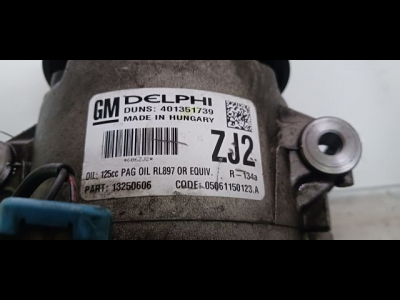 GM DELPHI
DUNS: 401351739
MADE IN HUNGARY
*606ZJ2*
ZJ2
OIL: 125cc PAG OIL RL897 OR EQUIV. R-134a
PART: 13250606 CODE: 05061150123.A